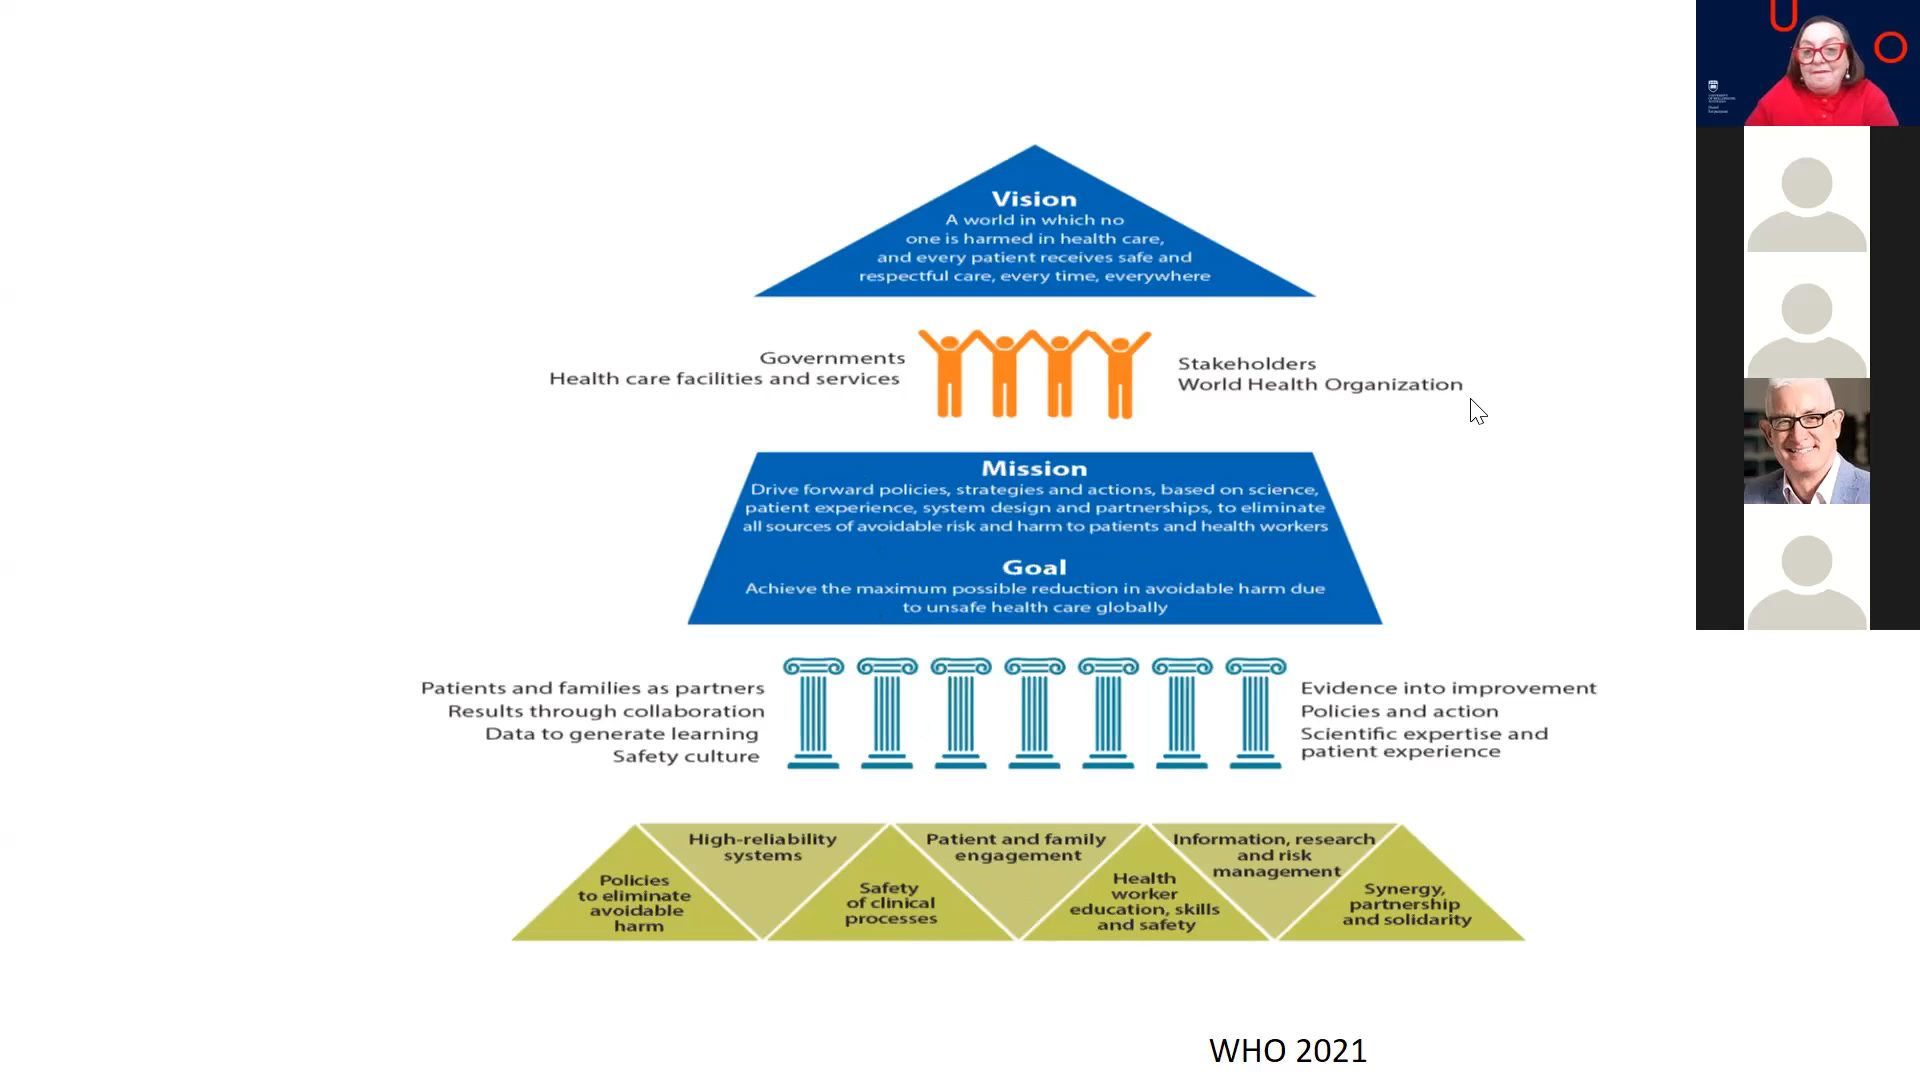 Vision
A world in which no
one is harmed in health care,
and every patient receives safe and
respectful care, every time, everywhere
Governments
Health care facilities and services
Stakeholders
World Health Organization
Mission
Drive forward policies, strategies and actions, based on science,
patient experience, system design and partnerships, to eliminate
all sources of avoidable risk and harm to patients and health workers
Goal
Achieve the maximum possible reduction in avoidable harm due
to unsafe health care globally
Patients and families as partners
Results through collaboration
Data to generate learning
Safety culture
Evidence into improvement
Policies and action
Scientific expertise and
patient experience
Policies
to eliminate
avoidable
harm
High-reliability
systems
Safety
of clinical
processes
Patient and family
engagement
Health
worker
education, skills
and safety
Information, research
and risk
management
Synergy,
partnership
and solidarity
WHO 2021